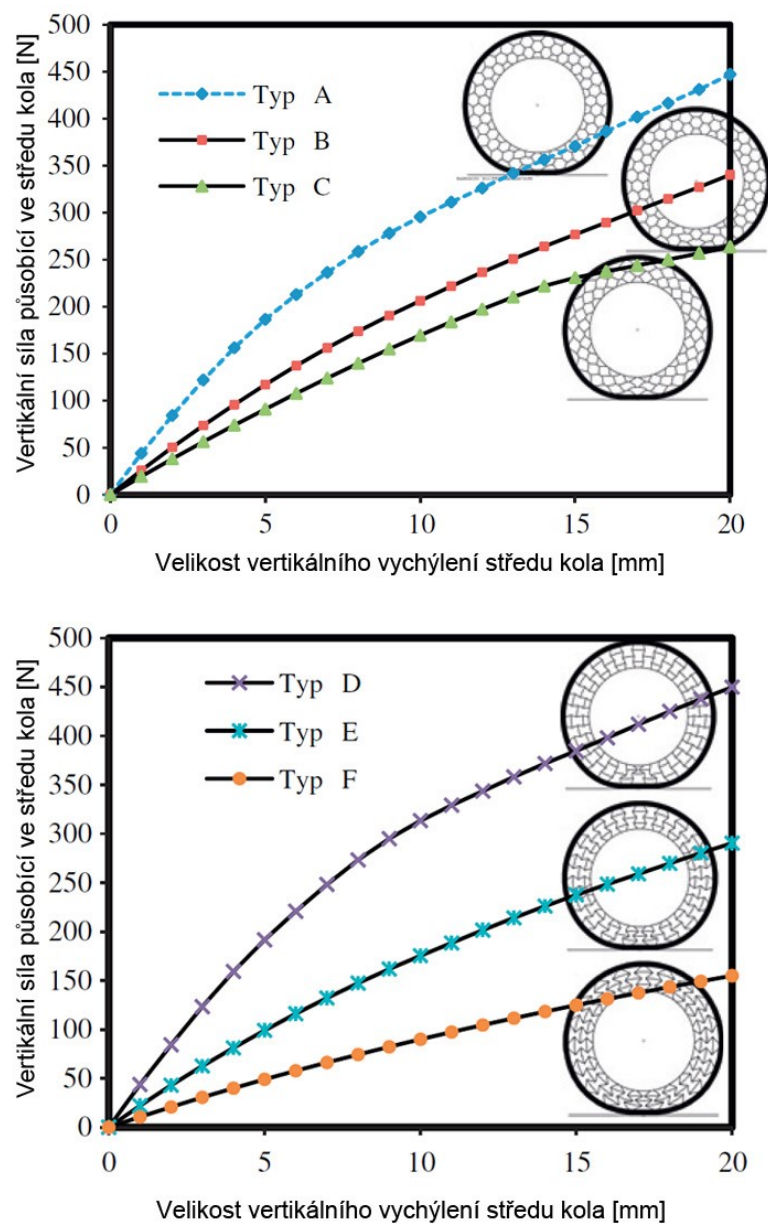 Vertikální síla působící ve středu kola [N]
500
450
400
350
300
250
200
150
100
50
0
Typ A
Typ B
Typ C
0 5 10 15 20
Velikost vertikálního vychýlení středu kola [mm]
Vertikální síla působící ve středu kola [N]
500
450
400
350
300
250
200
150
100
50
0
Typ D
Typ E
Typ F
0 5 10 15 20
Velikost vertikálního vychýlení středu kola [mm]